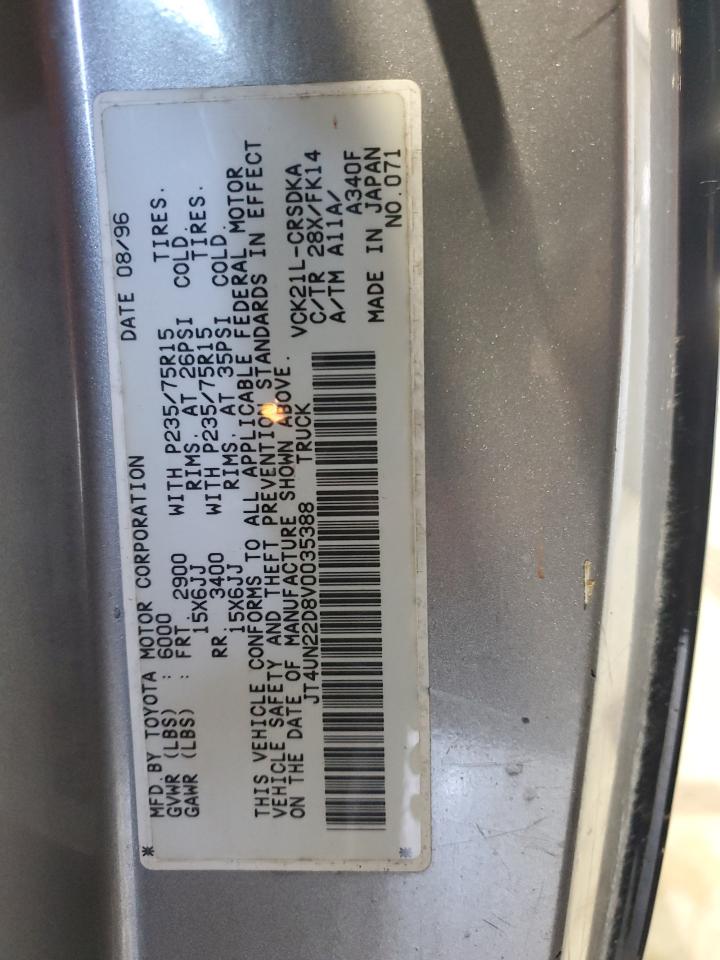 MFD.BY TOYOTA MOTOR CORPORATION DATE 08/96
GVWR (LBS) : 6000
GAWR (LBS) : FRT. 2900 WITH P235/75R15 TIRES.
15X6JJ RIMS. AT 26PSI COLD.
RR. 3400 WITH P235/75R15 TIRES.
15X6JJ RIMS. AT 35PSI COLD.
THIS VEHICLE CONFORMS TO ALL APPLICABLE FEDERAL MOTOR
VEHICLE SAFETY AND THEFT PREVENTION STANDARDS IN EFFECT
ON THE DATE OF MANUFACTURE SHOWN ABOVE.
JT4UN22D8V0035388 TRUCK
VCK21L-CRSDKA
C/TR 28X/FK14
A/TM A11A/
A340F
MADE IN JAPAN
NO.071